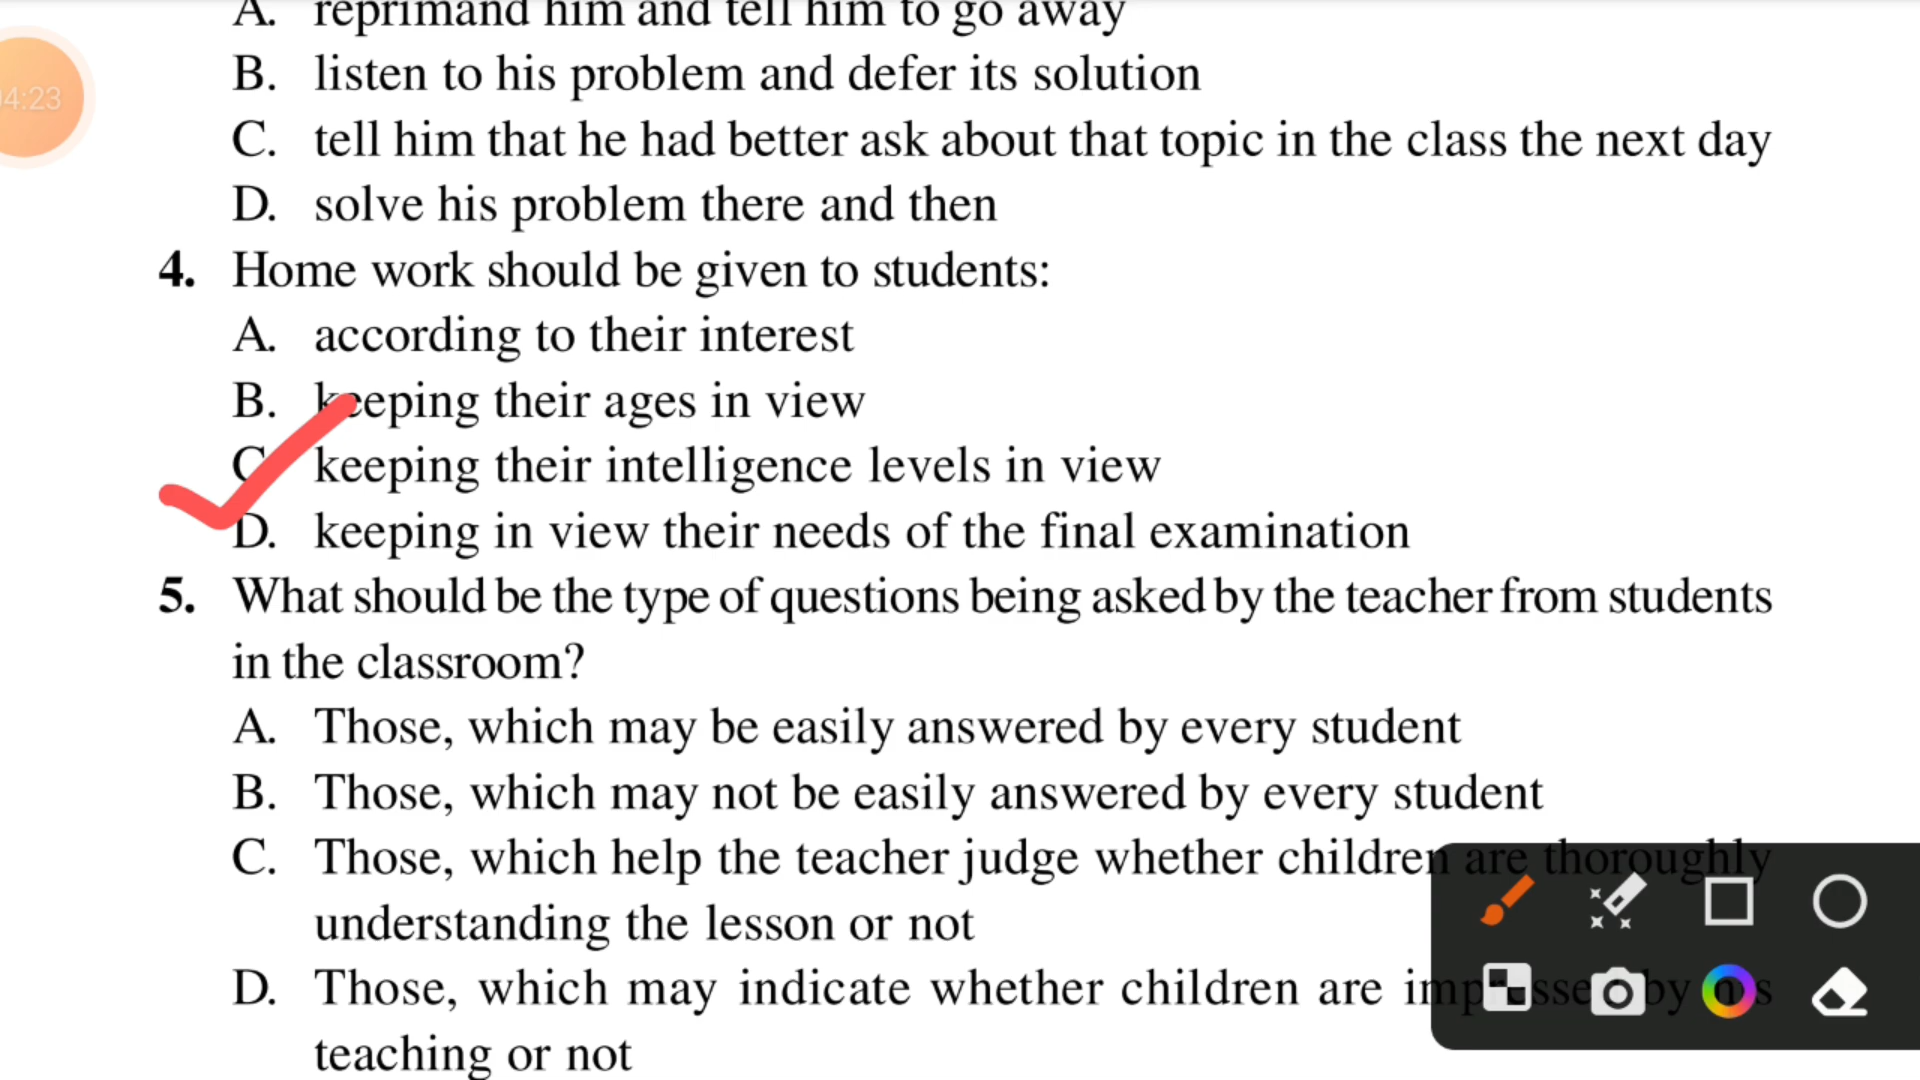 A. reprimand him and tell him to go away
04:23
B. listen to his problem and defer its solution
C. tell him that he had better ask about that topic in the class the next day
D. solve his problem there and then
4. Home work should be given to students:
A. according to their interest
B. keeping their ages in view
C. keeping their intelligence levels in view
D. keeping in view their needs of the final examination
5. What should be the type of questions being asked by the teacher from students
in the classroom?
A. Those, which may be easily answered by every student
B. Those, which may not be easily answered by every student
C. Those, which help the teacher judge whether children are thoroughly
understanding the lesson or not
D. Those, which may indicate whether children are impressed by his
teaching or not